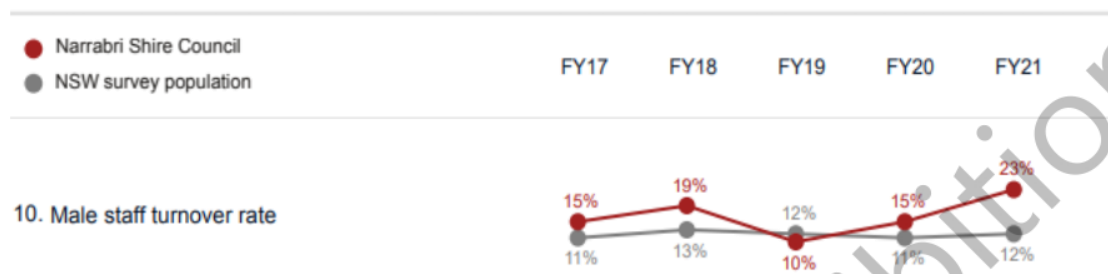 Narrabri Shire Council
NSW survey population
FY17 FY18 FY19 FY20 FY21
10. Male staff turnover rate
15% 19% 12% 15% 23%
11% 13% 10% 11% 12%